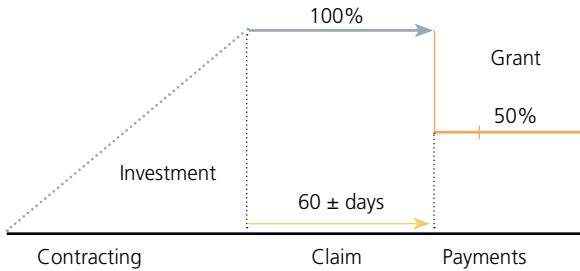 100%
Grant
50%
Investment
60 ± days
Contracting
Claim
Payments